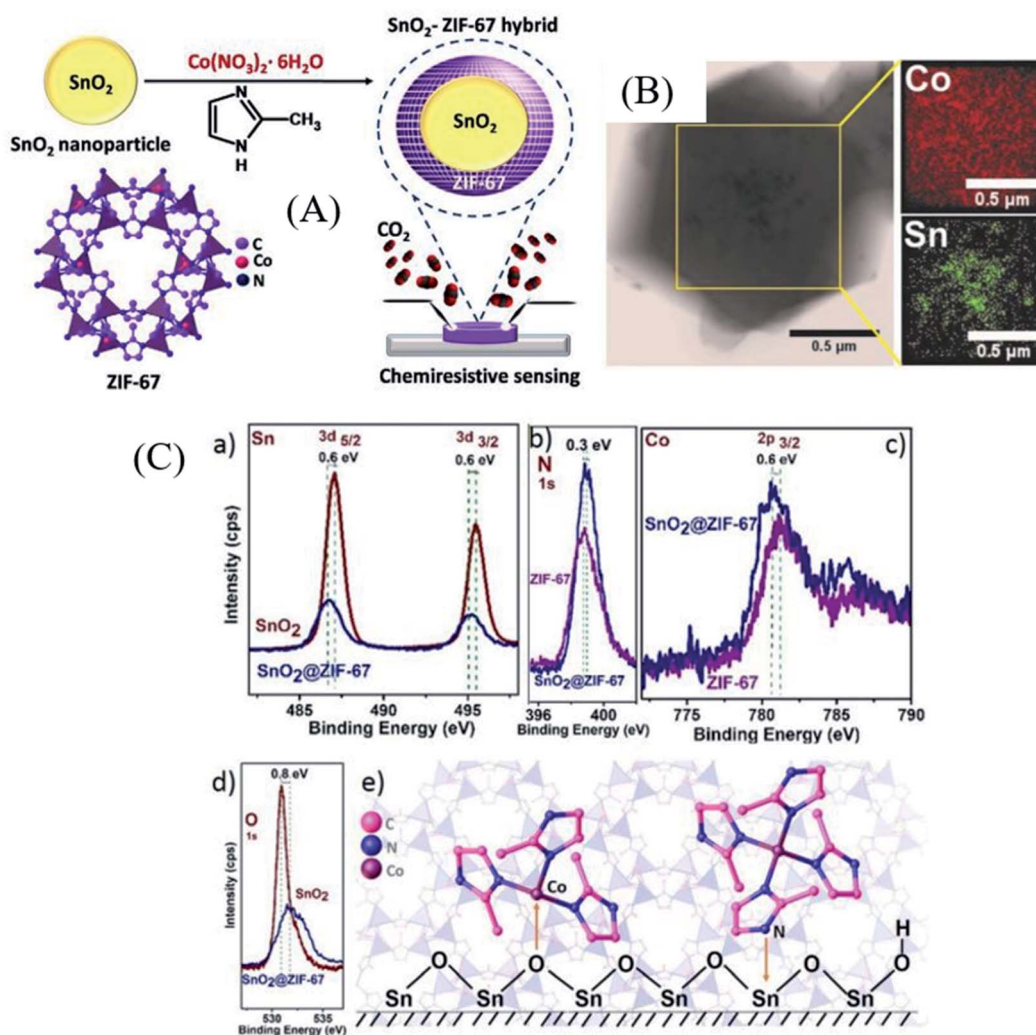 SnO2
SnO2 nanoparticle
Co(NO3)2· 6H2O
N
N
H
CH3
SnO2- ZIF-67 hybrid
SnO2
ZIF-67
(A)
C
Co
N
ZIF-67
CO2
Chemiresistive sensing
(B)
0.5 µm
Co
0.5 µm
Sn
0.5 µm
(C)
a)
Sn
3d 5/2
0.6 eV
3d 3/2
0.6 eV
SnO2
SnO2@ZIF-67
Intensity (cps)
485 490 495
Binding Energy (eV)
b)
0.3 eV
N
1s
ZIF-67
SnO2@ZIF-67
396 400
Binding Energy (eV)
Co
2p 3/2
0.6 eV
c)
SnO2@ZIF-67
ZIF-67
775 780 785 790
Binding Energy (eV)
d)
0.8 eV
O
1s
SnO2
SnO2@ZIF-67
Intensity (cps)
530 535
Binding Energy (eV)
e)
C
N
Co
Co
N
H
O O O O O O
Sn Sn Sn Sn Sn Sn